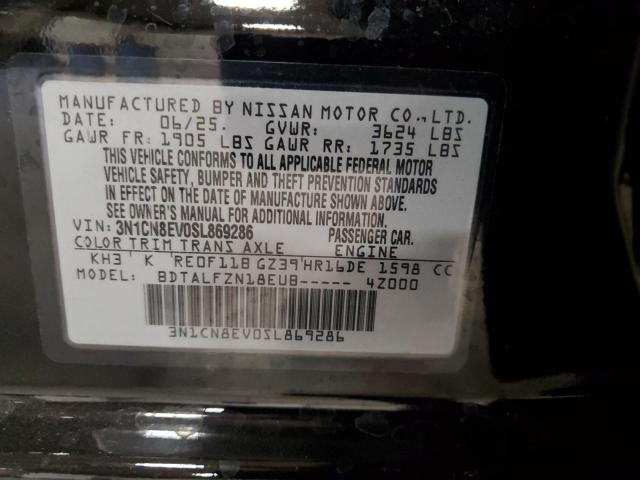 MANUFACTURED BY NISSAN MOTOR CO.,LTD.
DATE: 06/25. GVWR: 3624 LBS
GAWR FR: 1905 LBS GAWR RR: 1735 LBS
THIS VEHICLE CONFORMS TO ALL APPLICABLE FEDERAL MOTOR
VEHICLE SAFETY, BUMPER AND THEFT PREVENTION STANDARDS
IN EFFECT ON THE DATE OF MANUFACTURE SHOWN ABOVE.
SEE OWNER'S MANUAL FOR ADDITIONAL INFORMATION.
VIN: 3N1CN8EV0SL869286 PASSENGER CAR.
COLOR TRIM TRANS AXLE ENGINE
KH3 ' K ' RE0F11B GZ39 'HR16DE 1598 CC
MODEL: BDTALFZN18EUB----- 4Z000
3N1CN8EV0SL869286